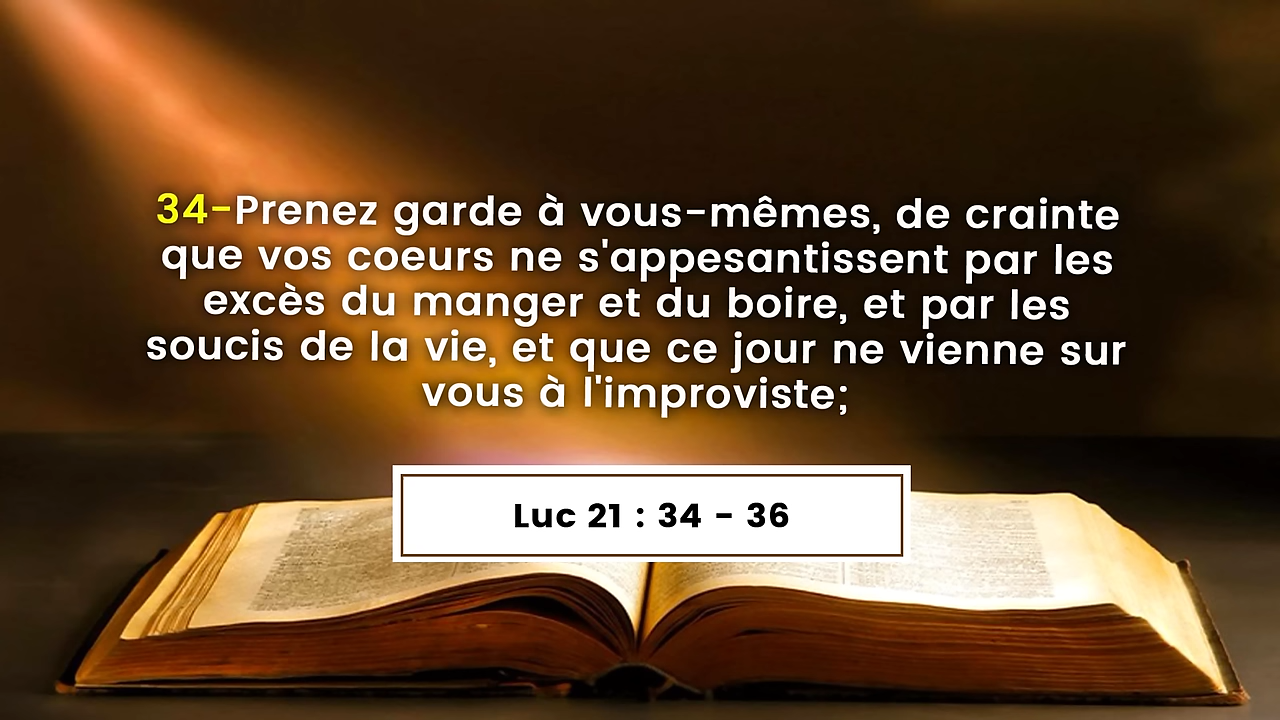 34-Prenez garde à vous-mêmes, de crainte
que vos coeurs ne s'appesantissent par les
excès du manger et du boire, et par les
soucis de la vie, et que ce jour ne vienne sur
vous à l'improviste;
Luc 21 : 34 - 36